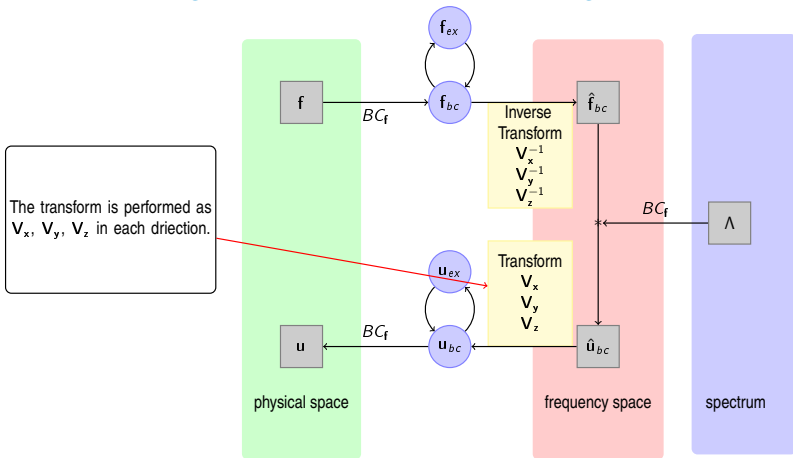 f_ex
f
BC_f
f_bc
f̂_bc
Inverse
Transform
V_x^−1
V_y^−1
V_z^−1
The transform is performed as
V_x, V_y, V_z in each driection.
*
BC_f
Λ
u_ex
Transform
V_x
V_y
V_z
u
BC_f
u_bc
û_bc
physical space
frequency space
spectrum